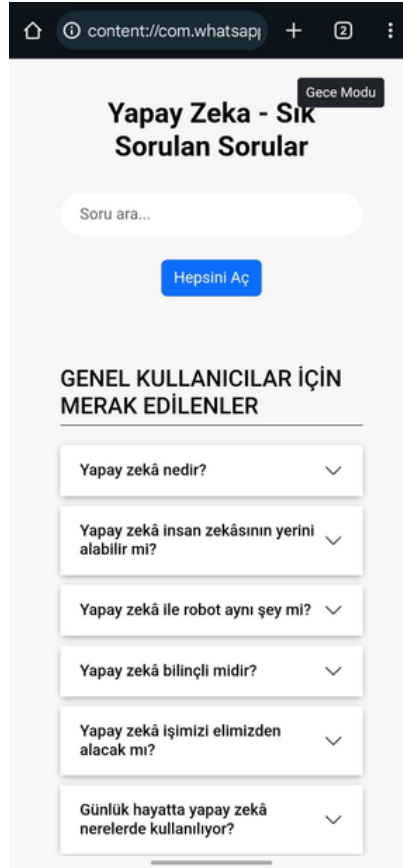 content://com.whatsapp
2
Gece Modu
Yapay Zeka - Sık
Sorulan Sorular
Soru ara...
Hepsini Aç
GENEL KULLANICILAR İÇİN
MERAK EDİLENLER
Yapay zekâ nedir?
Yapay zekâ insan zekâsının yerini
alabilir mi?
Yapay zekâ ile robot aynı şey mi?
Yapay zekâ bilinçli midir?
Yapay zekâ işimizi elimizden
alacak mı?
Günlük hayatta yapay zekâ
nerelerde kullanılıyor?